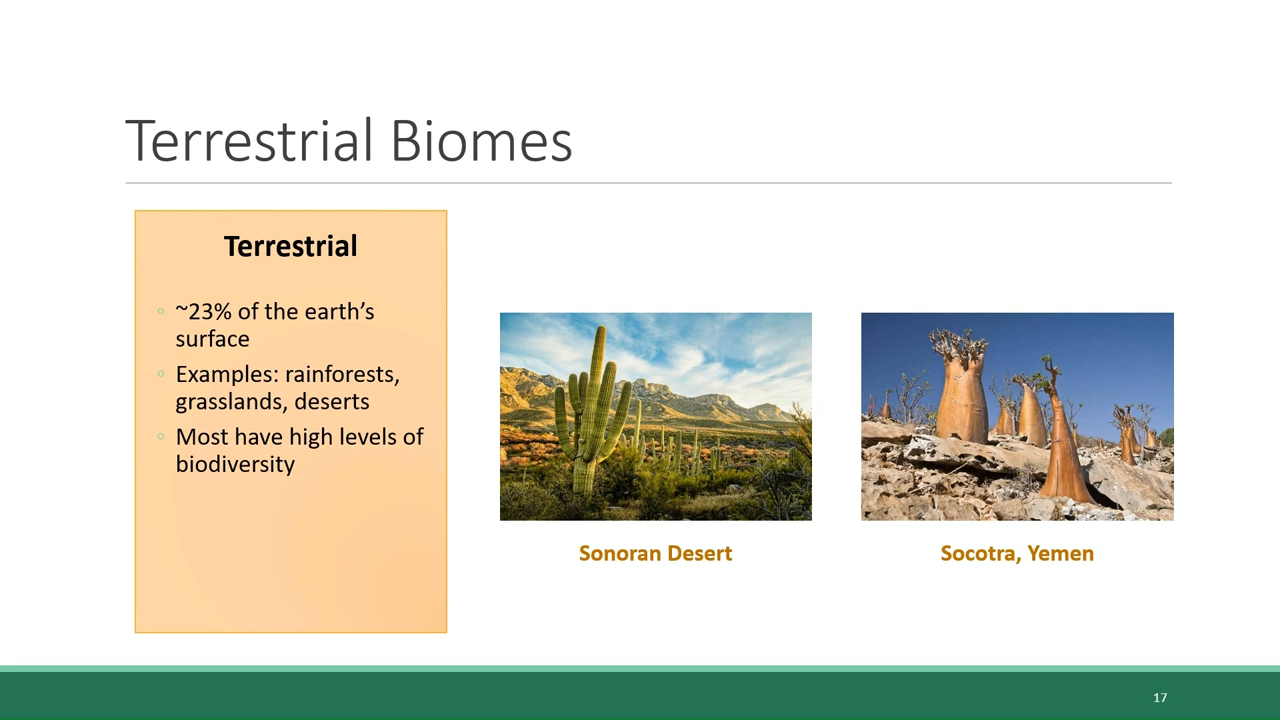 Terrestrial Biomes
Terrestrial
◦ ~23% of the earth’s
surface
◦ Examples: rainforests,
grasslands, deserts
◦ Most have high levels of
biodiversity
Sonoran Desert
Socotra, Yemen
17